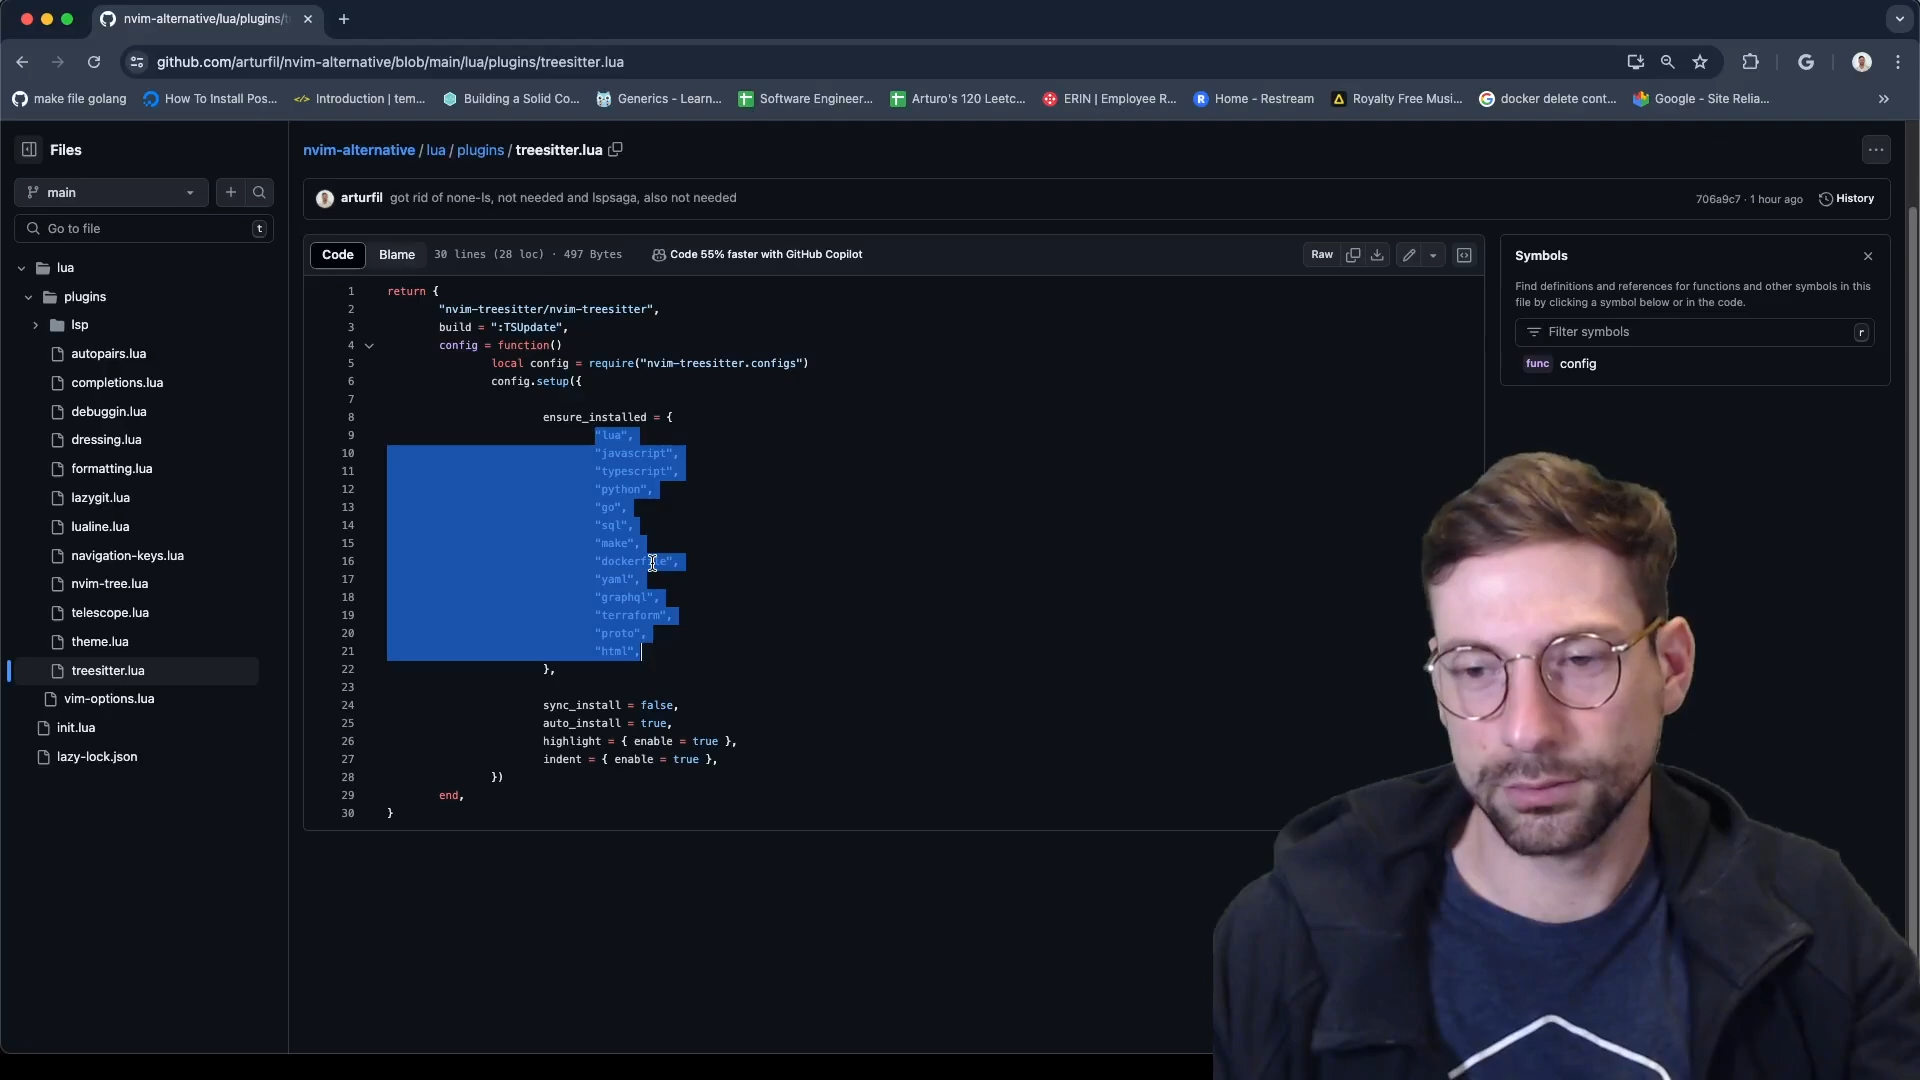 nvim-alternative/lua/plugins/t
github.com/arturfil/nvim-alternative/blob/main/lua/plugins/treesitter.lua
make file golang
How To Install Pos...
Introduction | tem...
Building a Solid Co...
Generics - Learn...
Software Engineer...
Arturo's 120 Leetc...
ERIN | Employee R...
Home - Restream
Royalty Free Musi...
docker delete cont...
Google - Site Relia...
Files
main
Go to file
t
lua
plugins
lsp
autopairs.lua
completions.lua
debuggin.lua
dressing.lua
formatting.lua
lazygit.lua
lualine.lua
navigation-keys.lua
nvim-tree.lua
telescope.lua
theme.lua
treesitter.lua
vim-options.lua
init.lua
lazy-lock.json
nvim-alternative / lua / plugins / treesitter.lua
arturfil got rid of none-ls, not needed and lspsaga, also not needed
706a9c7 · 1 hour ago
History
Code
Blame
30 lines (28 loc) · 497 Bytes
Code 55% faster with GitHub Copilot
Raw
1 return {
2 "nvim-treesitter/nvim-treesitter",
3 build = ":TSUpdate",
4 config = function()
5 local config = require("nvim-treesitter.configs")
6 config.setup({
7
8 ensure_installed = {
9 "lua",
10 "javascript",
11 "typescript",
12 "python",
13 "go",
14 "sql",
15 "make",
16 "dockerfile",
17 "yaml",
18 "graphql",
19 "terraform",
20 "proto",
21 "html",
22 },
23
24 sync_install = false,
25 auto_install = true,
26 highlight = { enable = true },
27 indent = { enable = true },
28 })
29 end,
30 }
Symbols
Find definitions and references for functions and other symbols in this
file by clicking a symbol below or in the code.
Filter symbols
r
func config